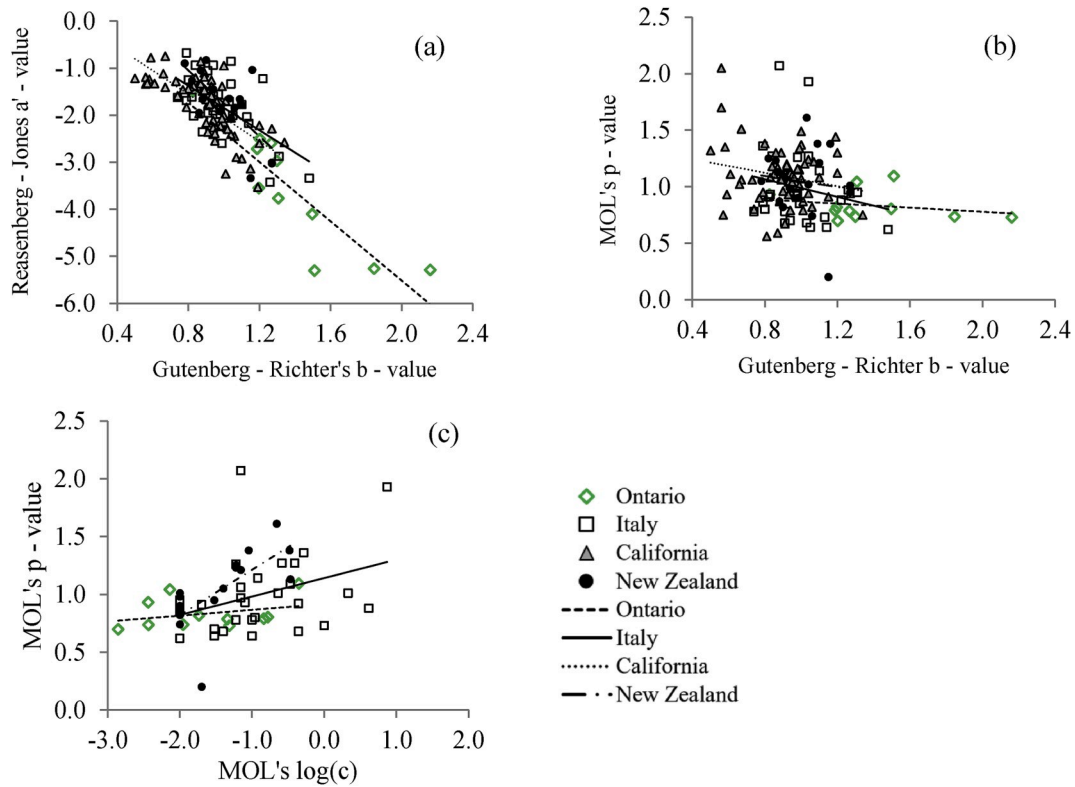 (a)
0.0
-1.0
-2.0
-3.0
-4.0
-5.0
-6.0
0.4 0.8 1.2 1.6 2.0 2.4
Reasenberg - Jones a' - value
Gutenberg - Richter's b - value
(b)
2.5
2.0
1.5
1.0
0.5
0.0
0.4 0.8 1.2 1.6 2.0 2.4
MOL's p - value
Gutenberg - Richter b - value
(c)
2.5
2.0
1.5
1.0
0.5
0.0
-3.0 -2.0 -1.0 0.0 1.0 2.0
MOL's p - value
MOL's log(c)
Ontario
Italy
California
New Zealand
Ontario
Italy
California
New Zealand